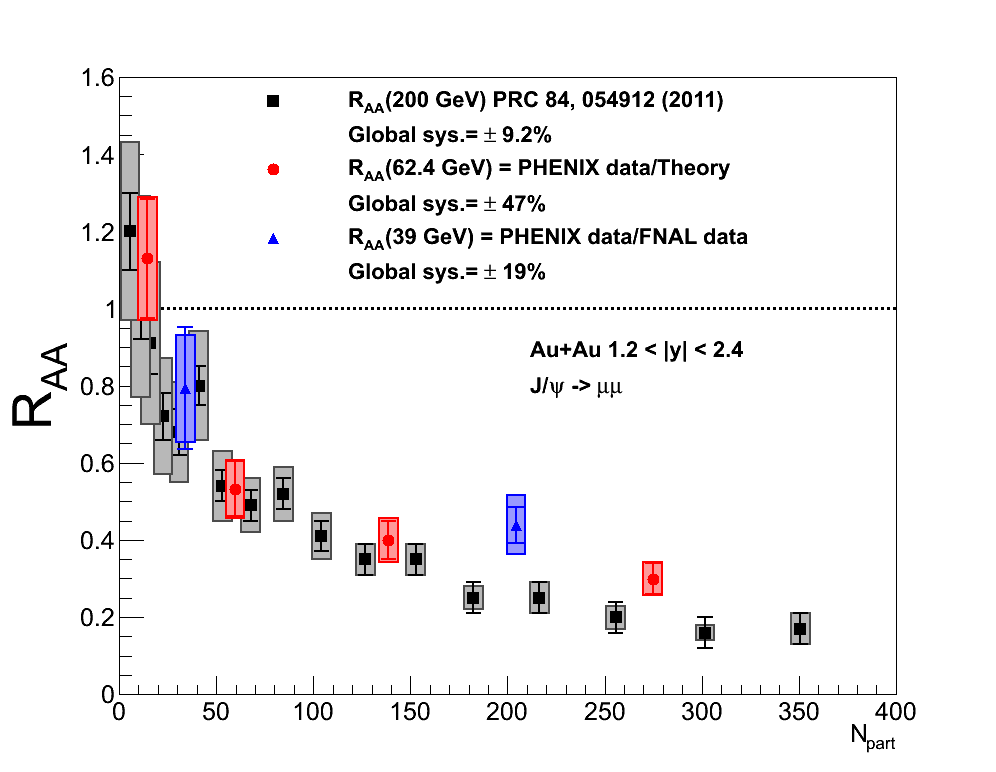 R_AA(200 GeV) PRC 84, 054912 (2011)
Global sys.= ± 9.2%
R_AA(62.4 GeV) = PHENIX data/Theory
Global sys.= ± 47%
R_AA(39 GeV) = PHENIX data/FNAL data
Global sys.= ± 19%
Au+Au 1.2 < |y| < 2.4
J/ψ -> μμ
R_AA
1.6
1.4
1.2
1
0.8
0.6
0.4
0.2
0
0 50 100 150 200 250 300 350 400
N_part